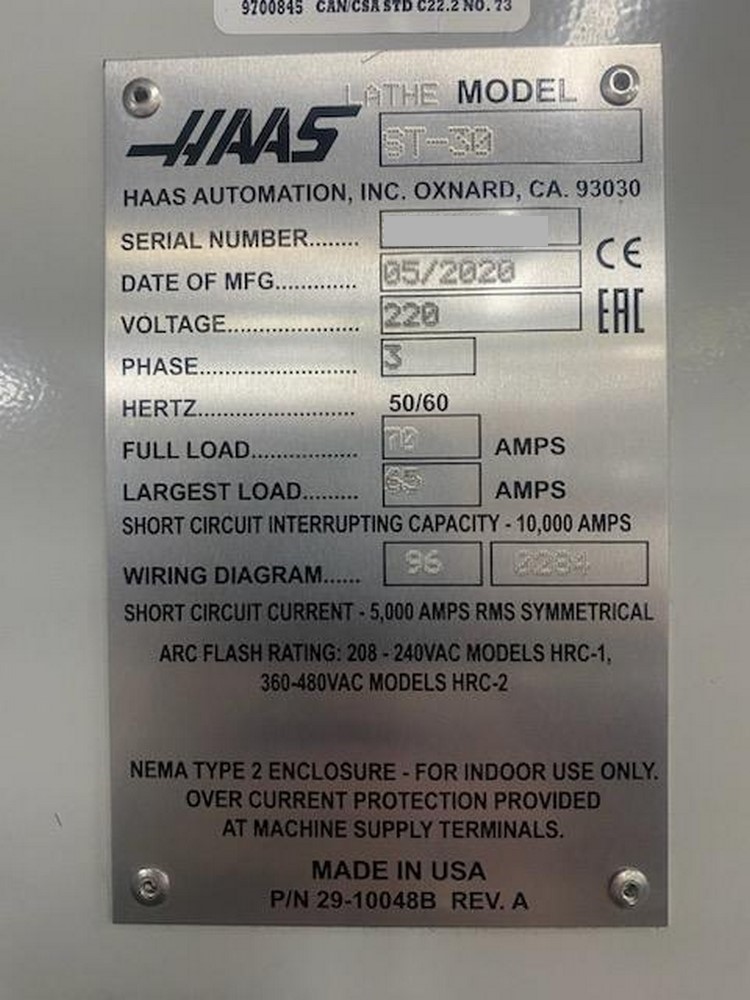 9700845 CAN/CSA STD C22.2 NO. 73
LATHE MODEL
HAAS ST-30
HAAS AUTOMATION, INC. OXNARD, CA. 93030
SERIAL NUMBER........
DATE OF MFG............. 05/2020
CE
VOLTAGE..................... 220
EAC
PHASE......................... 3
HERTZ......................... 50/60
FULL LOAD................. 70 AMPS
LARGEST LOAD......... 65 AMPS
SHORT CIRCUIT INTERRUPTING CAPACITY - 10,000 AMPS
WIRING DIAGRAM...... 96 0284
SHORT CIRCUIT CURRENT - 5,000 AMPS RMS SYMMETRICAL
ARC FLASH RATING: 208 - 240VAC MODELS HRC-1,
360-480VAC MODELS HRC-2
NEMA TYPE 2 ENCLOSURE - FOR INDOOR USE ONLY.
OVER CURRENT PROTECTION PROVIDED
AT MACHINE SUPPLY TERMINALS.
MADE IN USA
P/N 29-10048B REV. A